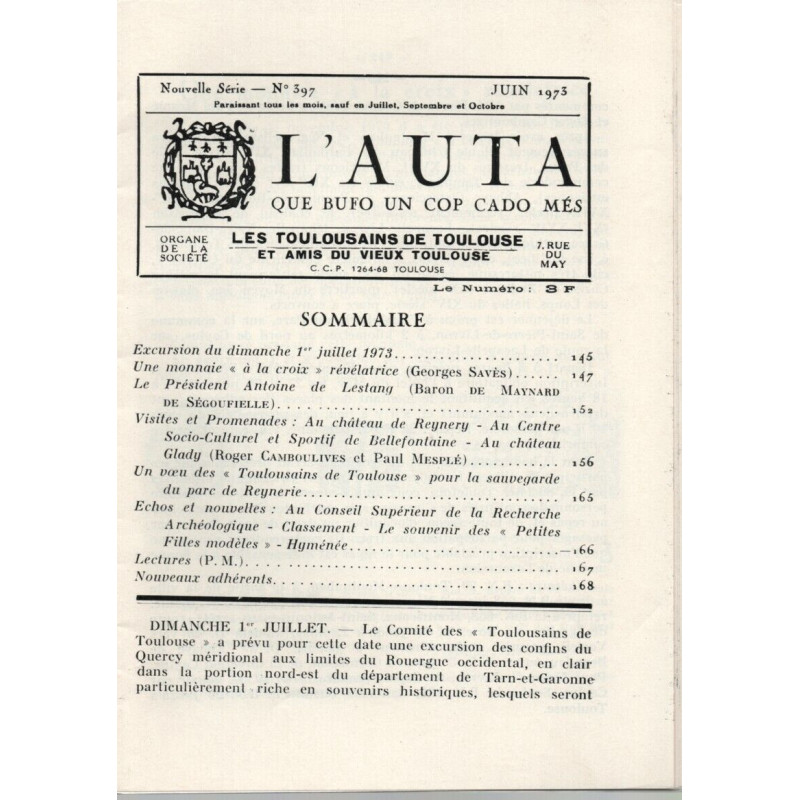 Nouvelle Série — N° 397 JUIN 1973
Paraissant tous les mois, sauf en Juillet, Septembre et Octobre
L'AUTA
QUE BUFO UN COP CADO MÉS
ORGANE DE LA SOCIÉTÉ
LES TOULOUSAINS DE TOULOUSE
ET AMIS DU VIEUX TOULOUSE
C. C. P. 1264-68 TOULOUSE
7, RUE DU MAY
Le Numéro : 3 F
SOMMAIRE
Excursion du dimanche 1er juillet 1973.......................... 145
Une monnaie « à la croix » révélatrice (Georges SAVÈS)...... 147
Le Président Antoine de Lestang (Baron DE MAYNARD
DE SÉGOUFIELLE)........................................ 152
Visites et Promenades : Au château de Reynery - Au Centre
Socio-Culturel et Sportif de Bellefontaine - Au château
Glady (Roger CAMBOULIVES et Paul MESPLÉ)........... 156
Un vœu des « Toulousains de Toulouse » pour la sauvegarde
du parc de Reynerie.................................... 165
Echos et nouvelles : Au Conseil Supérieur de la Recherche
Archéologique - Classement - Le souvenir des « Petites
Filles modèles » - Hyménée.............................—166
Lectures (P. M.)............................................ 167
Nouveaux adhérents........................................ 168
DIMANCHE 1er JUILLET. — Le Comité des « Toulousains de
Toulouse » a prévu pour cette date une excursion des confins du
Quercy méridional aux limites du Rouergue occidental, en clair
dans la portion nord-est du département de Tarn-et-Garonne
particulièrement riche en souvenirs historiques, lesquels seront